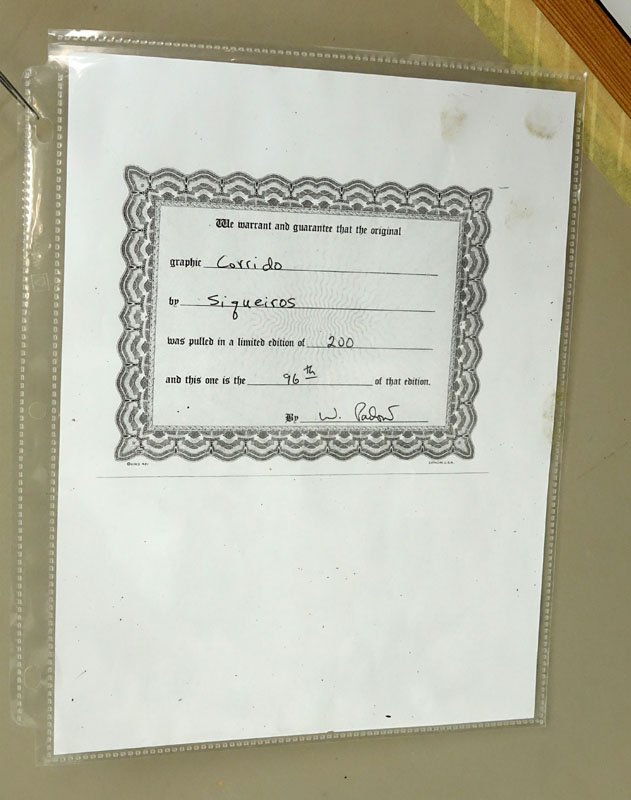 We warrant and guarantee that the original
graphic Corrido
by Siqueiros
was pulled in a limited edition of 200
and this one is the 96th of that edition.
By W.